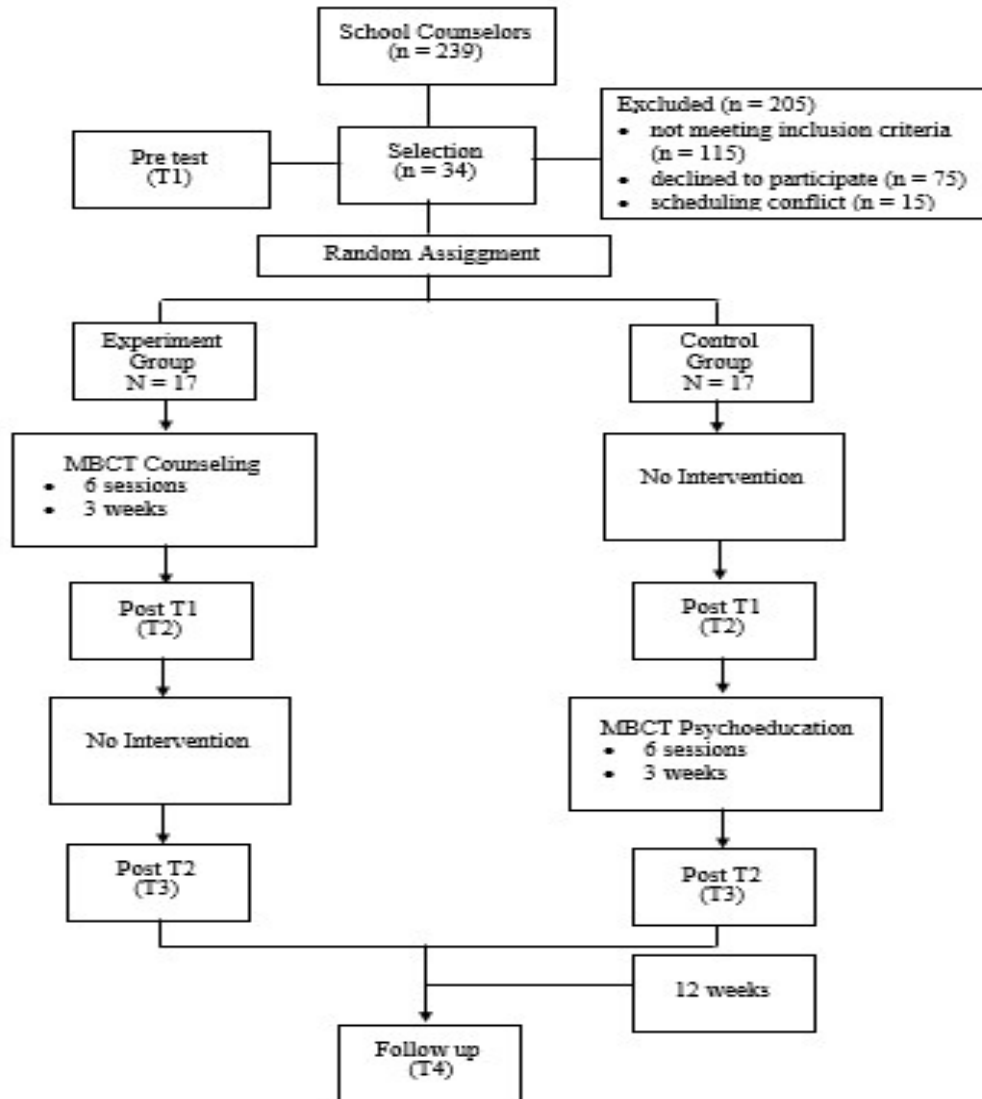 School Counselors
(n = 239)
Excluded (n = 205)
• not meeting inclusion criteria
(n = 115)
• declined to participate (n = 75)
• scheduling conflict (n = 15)
Pre test
(T1)
Selection
(n = 34)
Random Assiggment
Experiment
Group
N = 17
Control
Group
N = 17
MBCT Counseling
• 6 sessions
• 3 weeks
No Intervention
Post T1
(T2)
Post T1
(T2)
No Intervention
MBCT Psychoeducation
• 6 sessions
• 3 weeks
Post T2
(T3)
Post T2
(T3)
12 weeks
Follow up
(T4)